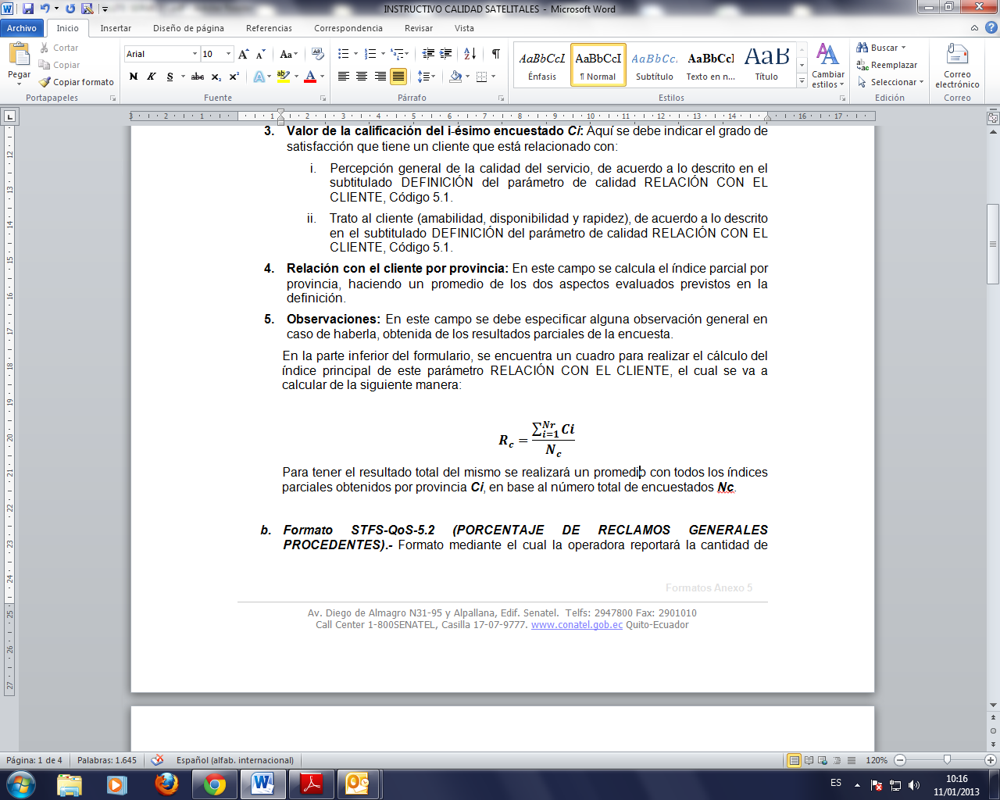 INSTRUCTIVO CALIDAD SATELITALES - Microsoft Word
Archivo Inicio Insertar Diseño de página Referencias Correspondencia Revisar Vista
Pegar
Cortar
Copiar
Copiar formato
Portapapeles
Arial 10
Fuente
Párrafo
AaBbCcI AaBbCcI AaBbCc. AaBbCcI AaB
Énfasis ¶ Normal Subtítulo Texto en n... Título
Cambiar estilos
Estilos
Buscar
Reemplazar
Seleccionar
Edición
Correo electrónico
Correo
3. Valor de la calificación del i-ésimo encuestado Ci: Aquí se debe indicar el grado de
satisfacción que tiene un cliente que está relacionado con:
i. Percepción general de la calidad del servicio, de acuerdo a lo descrito en el
subtitulado DEFINICIÓN del parámetro de calidad RELACIÓN CON EL
CLIENTE, Código 5.1.
ii. Trato al cliente (amabilidad, disponibilidad y rapidez), de acuerdo a lo descrito
en el subtitulado DEFINICIÓN del parámetro de calidad RELACIÓN CON EL
CLIENTE, Código 5.1.
4. Relación con el cliente por provincia: En este campo se calcula el índice parcial por
provincia, haciendo un promedio de los dos aspectos evaluados previstos en la
definición.
5. Observaciones: En este campo se debe especificar alguna observación general en
caso de haberla, obtenida de los resultados parciales de la encuesta.
En la parte inferior del formulario, se encuentra un cuadro para realizar el cálculo del
índice principal de este parámetro RELACIÓN CON EL CLIENTE, el cual se va a
calcular de la siguiente manera:
R_c = ∑_{i=1}^{Nr} Ci / N_c
Para tener el resultado total del mismo se realizará un promedio con todos los índices
parciales obtenidos por provincia Ci, en base al número total de encuestados Nc.
b. Formato STFS-QoS-5.2 (PORCENTAJE DE RECLAMOS GENERALES
PROCEDENTES).- Formato mediante el cual la operadora reportará la cantidad de
Formatos Anexo 5
Av. Diego de Almagro N31-95 y Alpallana, Edif. Senatel. Telfs: 2947800 Fax: 2901010
Call Center 1-800SENATEL, Casilla 17-07-9777. www.conatel.gob.ec Quito-Ecuador
Página: 1 de 4 Palabras: 1.645 Español (alfab. internacional) 120%
ES 10:16
11/01/2013